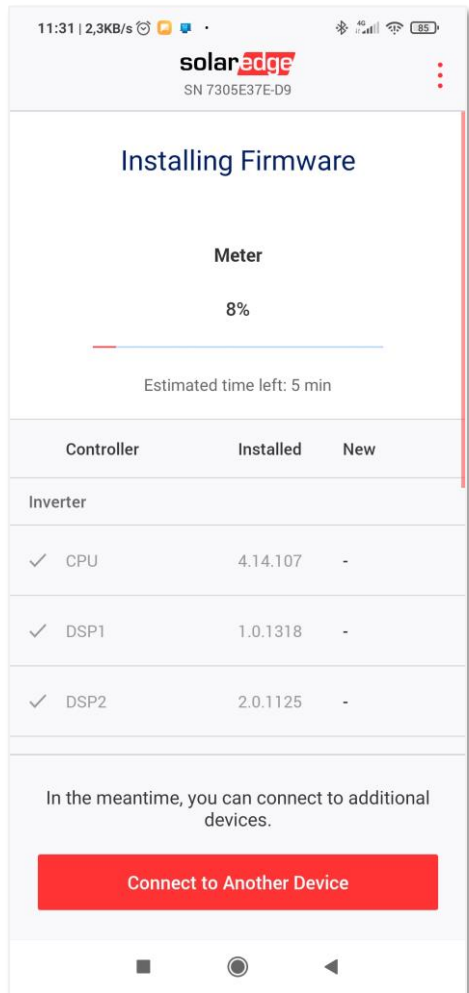 11:31 | 2,3KB/s 4G 85
solaredge
SN 7305E37E-D9
Installing Firmware
Meter
8%
Estimated time left: 5 min
Controller Installed New
Inverter
CPU 4.14.107 -
DSP1 1.0.1318 -
DSP2 2.0.1125 -
In the meantime, you can connect to additional
devices.
Connect to Another Device